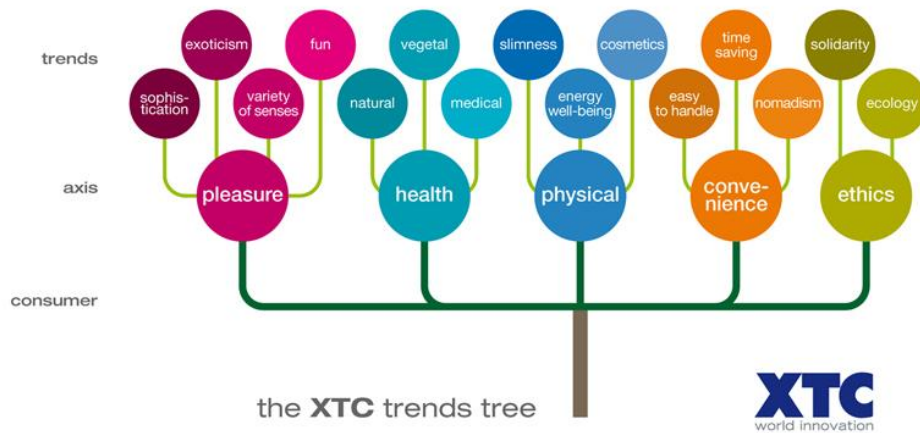 trends
exoticism
fun
vegetal
slimness
cosmetics
time
saving
solidarity
sophis-
tication
variety
of senses
natural
medical
energy
well-being
easy
to handle
nomadism
ecology
axis
pleasure
health
physical
conve-
nience
ethics
consumer
the XTC trends tree
XTC
world innovation